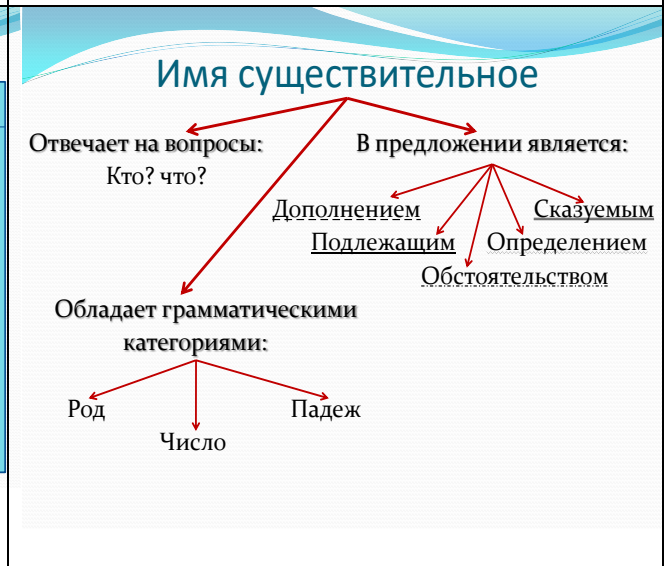 Имя существительное
Отвечает на вопросы:
Кто? что?
В предложении является:
Дополнением
Сказуемым
Подлежащим
Определением
Обстоятельством
Обладает грамматическими
категориями:
Род
Падеж
Число